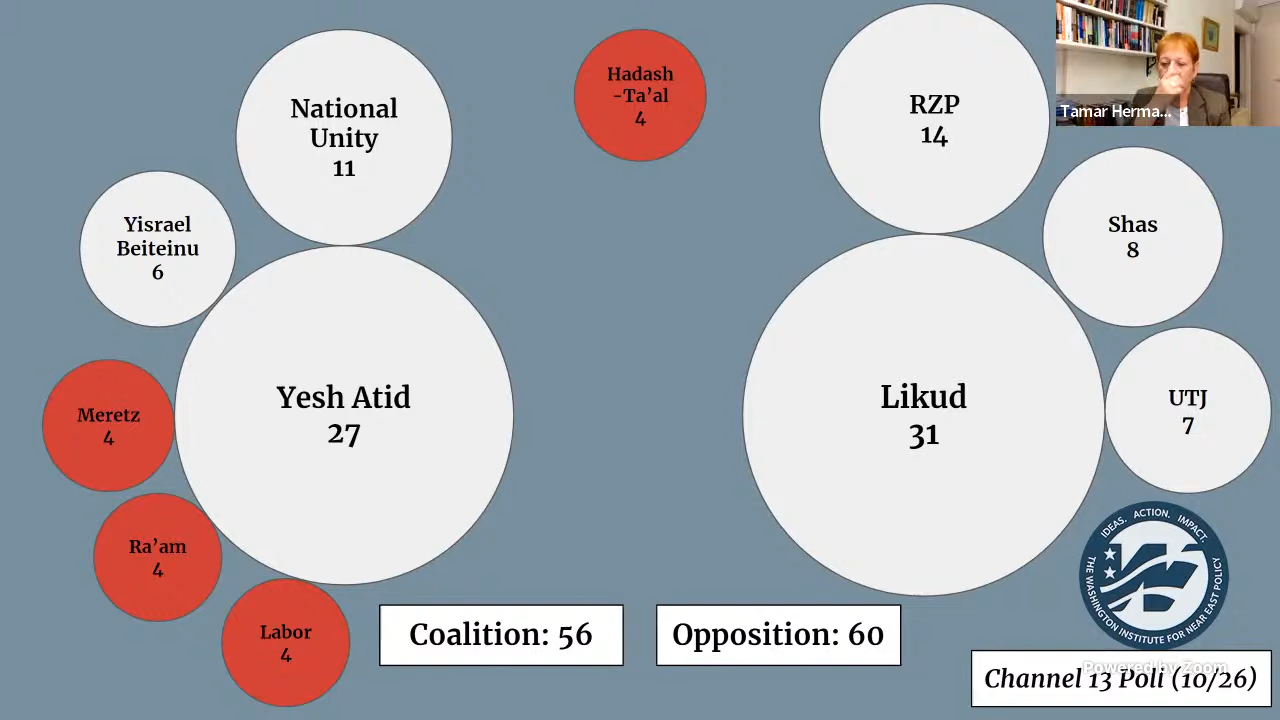 National
Unity
11
Hadash
-Ta'al
4
RZP
14
Tamar Herma...
Yisrael
Beiteinu
6
Shas
8
Meretz
4
Yesh Atid
27
Likud
31
UTJ
7
Ra'am
4
Labor
4
Coalition: 56
Opposition: 60
IDEAS. ACTION. IMPACT.
THE WASHINGTON INSTITUTE FOR NEAR EAST POLICY
Powered by Zoom
Channel 13 Poli (10/26)